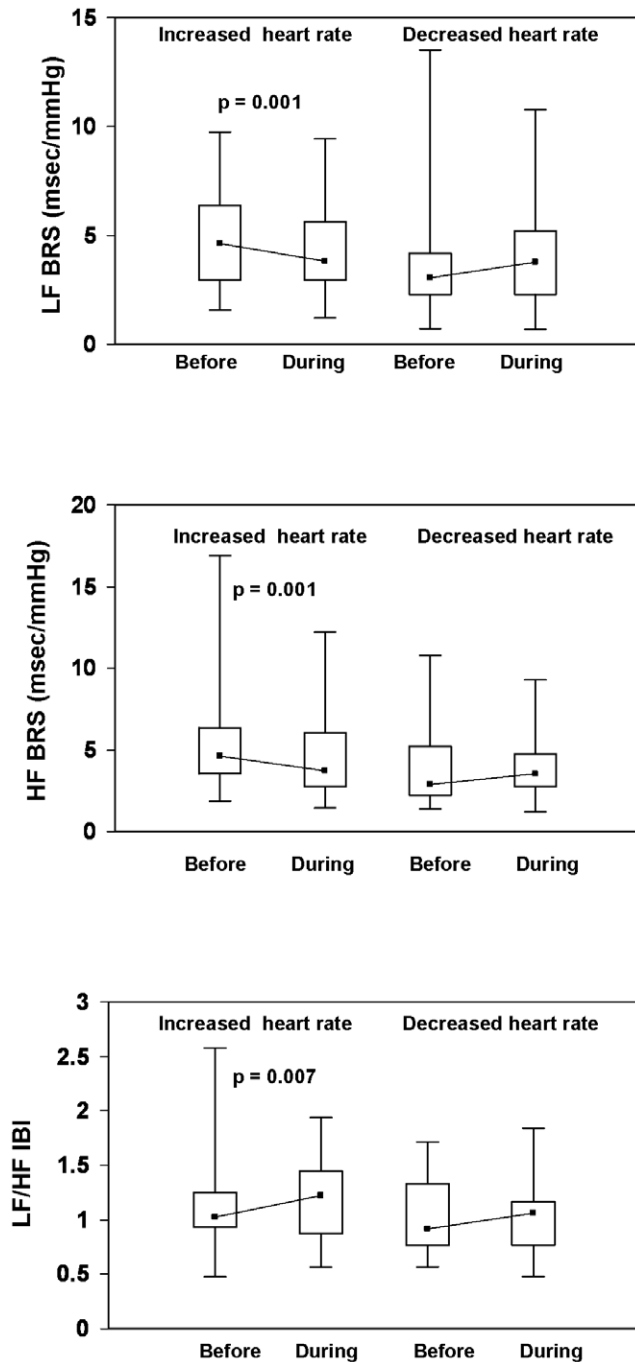 15
Increased heart rate Decreased heart rate
p = 0.001
10
LF BRS (msec/mmHg)
5
0
Before During Before During
20
Increased heart rate Decreased heart rate
p = 0.001
15
HF BRS (msec/mmHg)
10
5
0
Before During Before During
3
Increased heart rate Decreased heart rate
2.5
p = 0.007
2
LF/HF IBI
1.5
1
0.5
0
Before During Before During